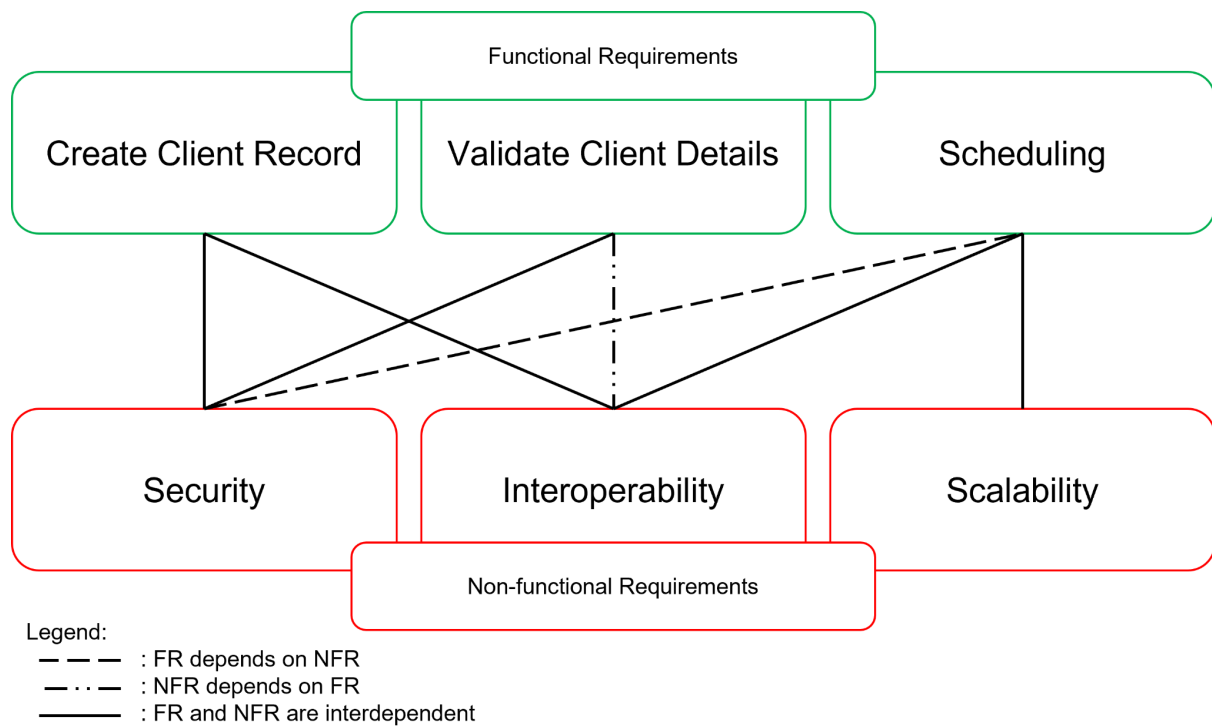 Functional Requirements
Create Client Record
Validate Client Details
Scheduling
Security
Interoperability
Scalability
Non-functional Requirements
Legend:
: FR depends on NFR
: NFR depends on FR
: FR and NFR are interdependent